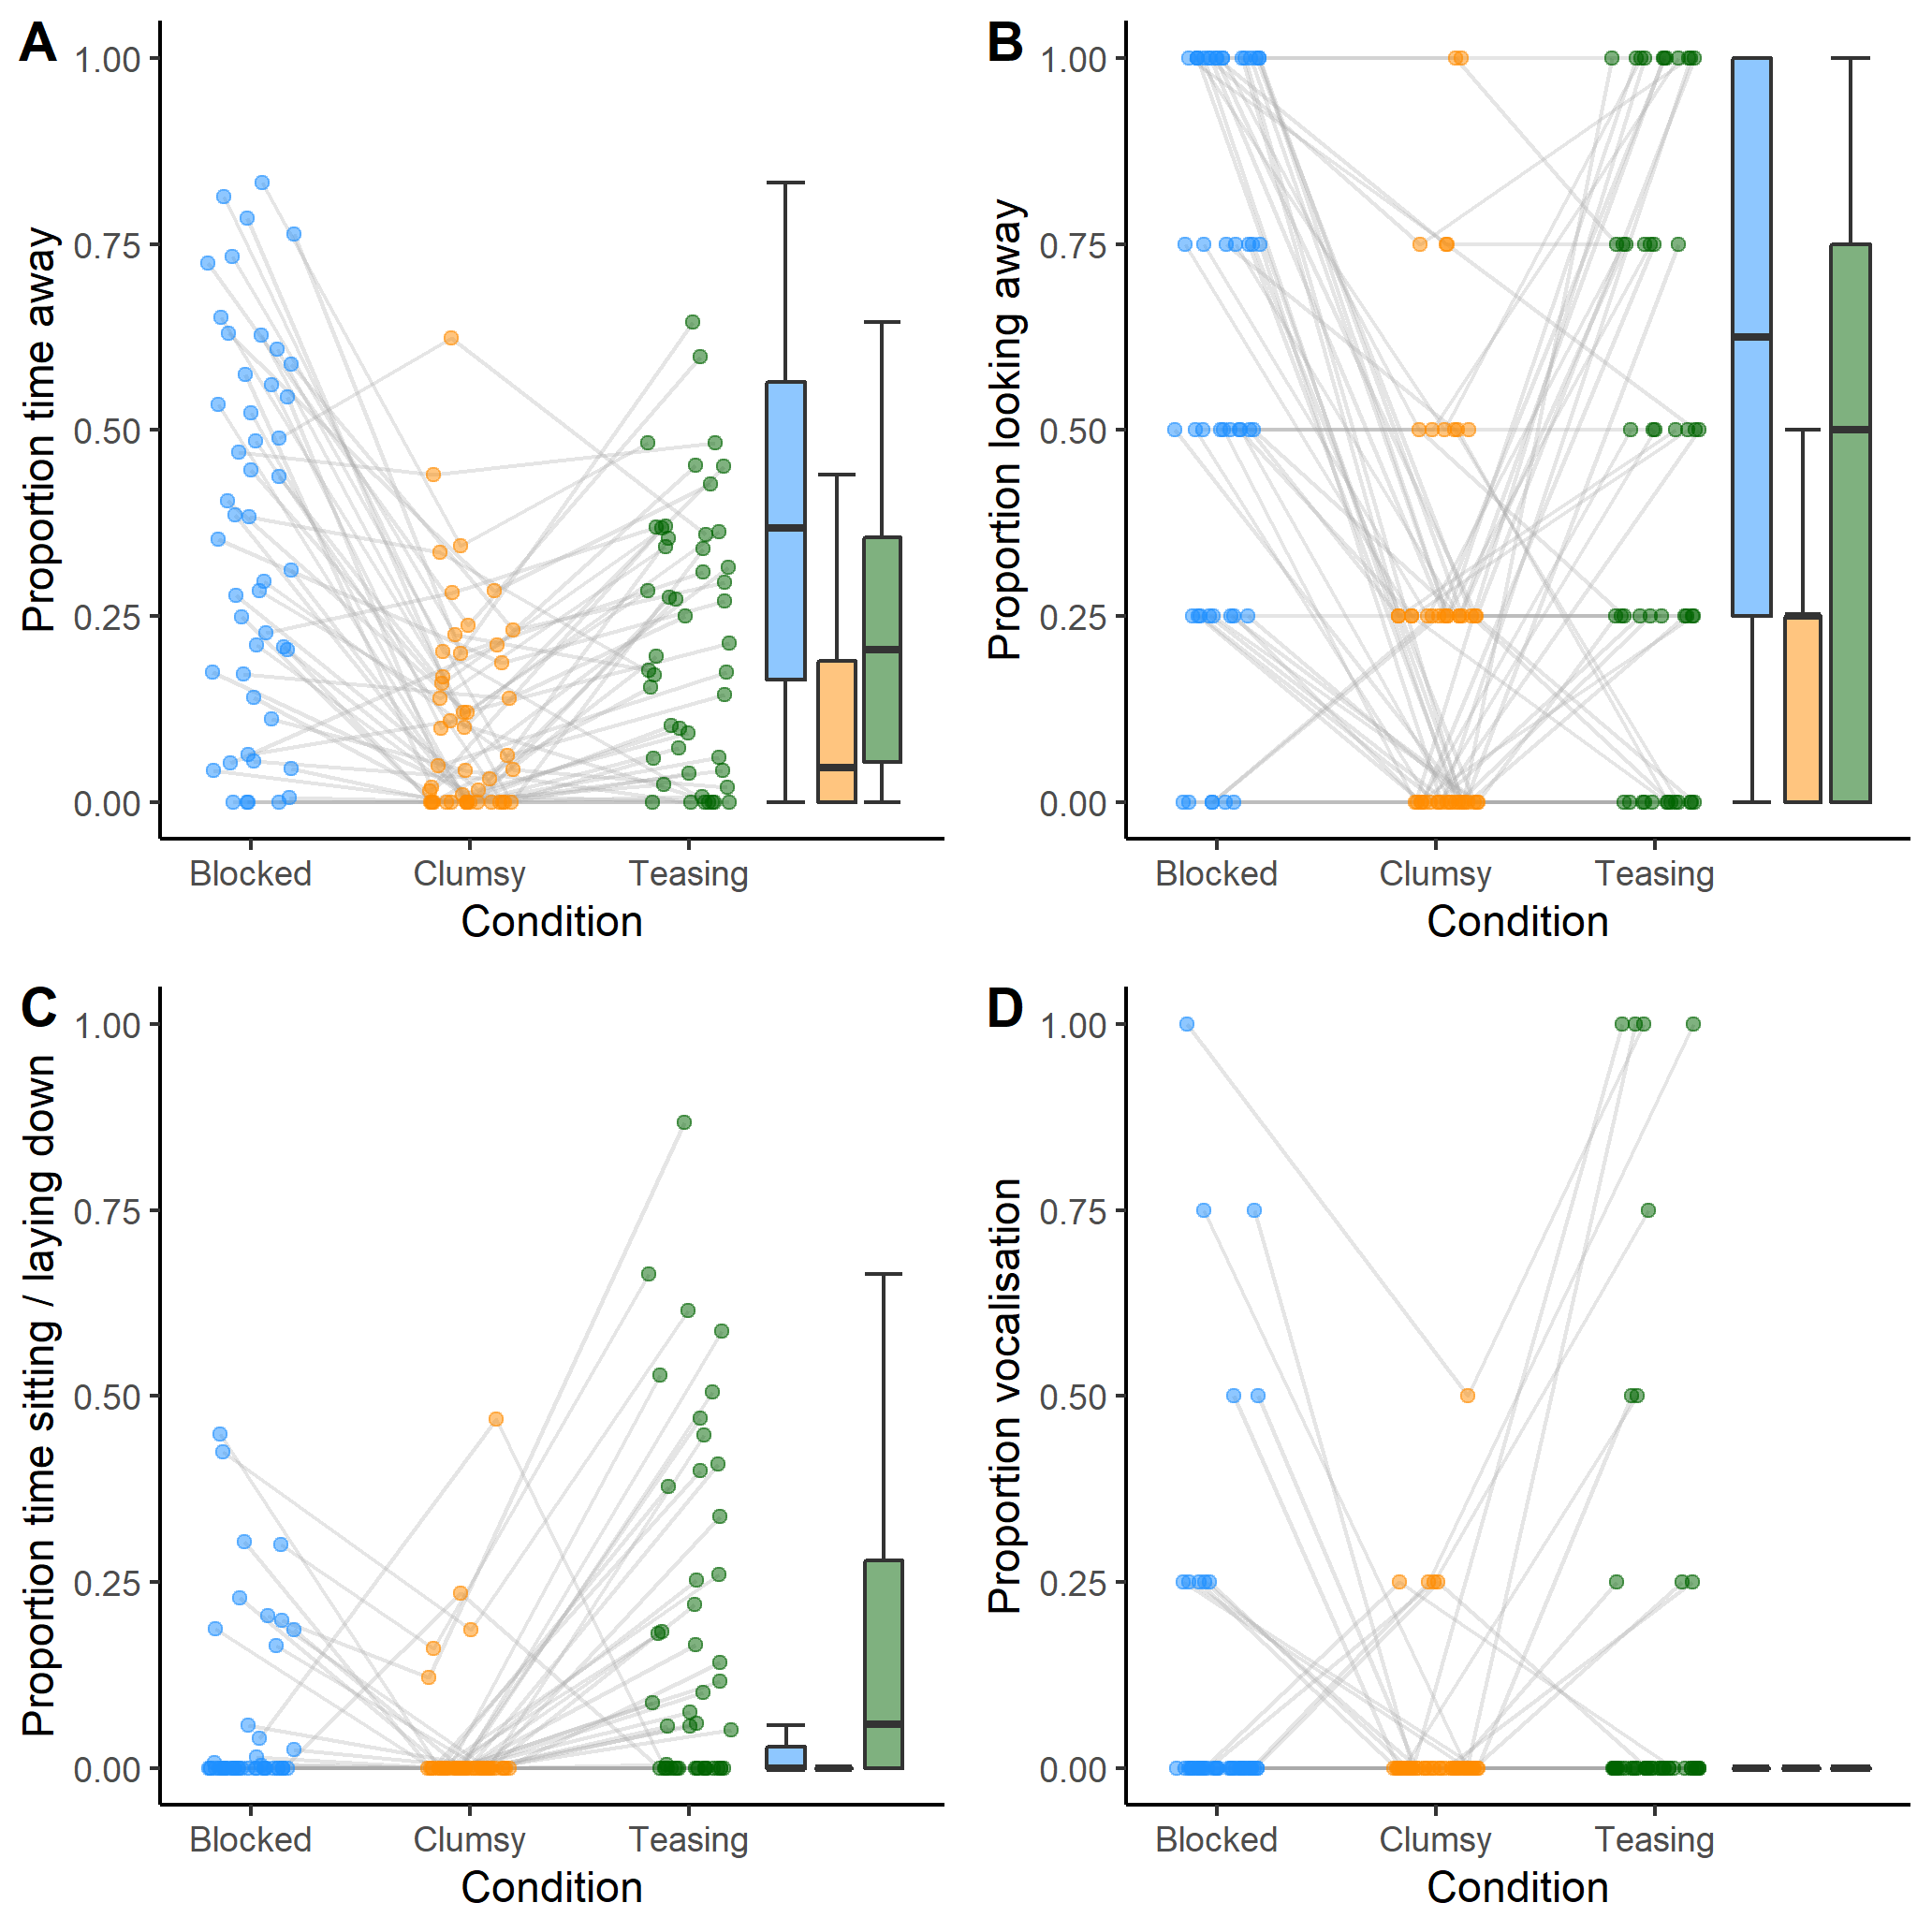 A
1.00
0.75
0.50
0.25
0.00
Proportion time away
Blocked Clumsy Teasing
Condition
B
1.00
0.75
0.50
0.25
0.00
Proportion looking away
Blocked Clumsy Teasing
Condition
C
1.00
0.75
0.50
0.25
0.00
Proportion time sitting / laying down
Blocked Clumsy Teasing
Condition
D
1.00
0.75
0.50
0.25
0.00
Proportion vocalisation
Blocked Clumsy Teasing
Condition